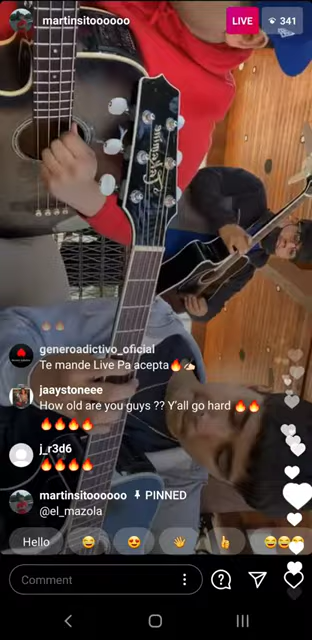 martinsitoooooo
LIVE
341
Takamine
generoadictivo_oficial
Te mande Live Pa acepta🔥👏🏻
jaaystoneee
How old are you guys ?? Y'all go hard 🔥🔥
🔥🔥🔥🔥
j_r3d6
🔥🔥🔥🔥
martinsitoooooo PINNED
@el_mazola
Hello 😂 😍 👋 👍 😂😂😂
Comment